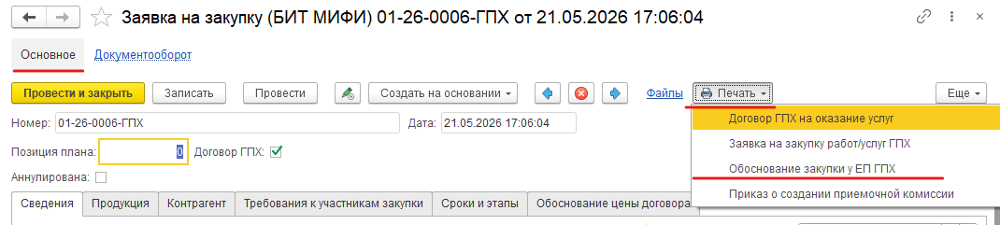 Заявка на закупку (БИТ МИФИ) 01-26-0006-ГПХ от 21.05.2026 17:06:04
Основное Документооборот
Провести и закрыть Записать Провести Создать на основании Файлы Печать Еще
Номер: 01-26-0006-ГПХ Дата: 21.05.2026 17:06:04
Договор ГПХ на оказание услуг
Заявка на закупку работ/услуг ГПХ
Позиция плана: 0 Договор ГПХ:
Обоснование закупки у ЕП ГПХ
Аннулирована:
Приказ о создании приемочной комиссии
Сведения Продукция Контрагент Требования к участникам закупки Сроки и этапы Обоснование цены договора